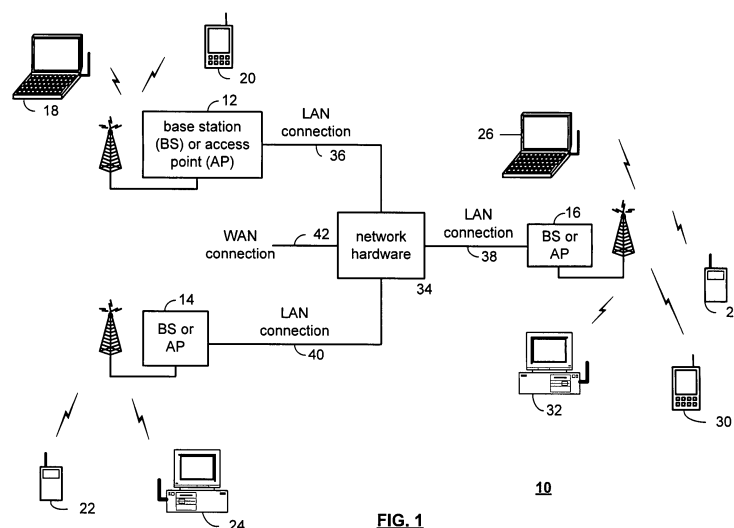 20
18
12
base station
(BS) or access
point (AP)
LAN
connection
36
26
WAN
connection
42
network
hardware
34
LAN
connection
38
16
BS or
AP
2
14
BS or
AP
LAN
connection
40
32
30
22
24
10
FIG. 1